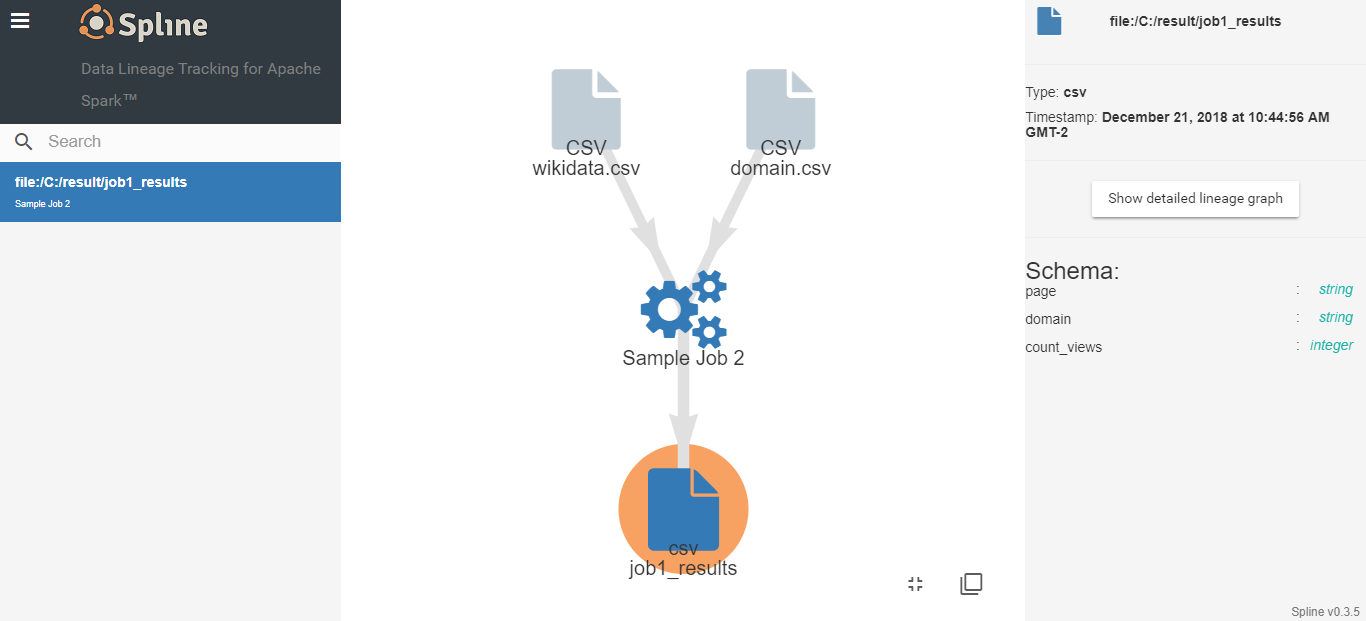 Spline
Data Lineage Tracking for Apache
Spark™
Search
file:/C:/result/job1_results
Sample Job 2
CSV
wikidata.csv
CSV
domain.csv
Sample Job 2
csv
job1_results
file:/C:/result/job1_results
Type: csv
Timestamp: December 21, 2018 at 10:44:56 AM
GMT-2
Show detailed lineage graph
Schema:
page : string
domain : string
count_views : integer
Spline v0.3.5